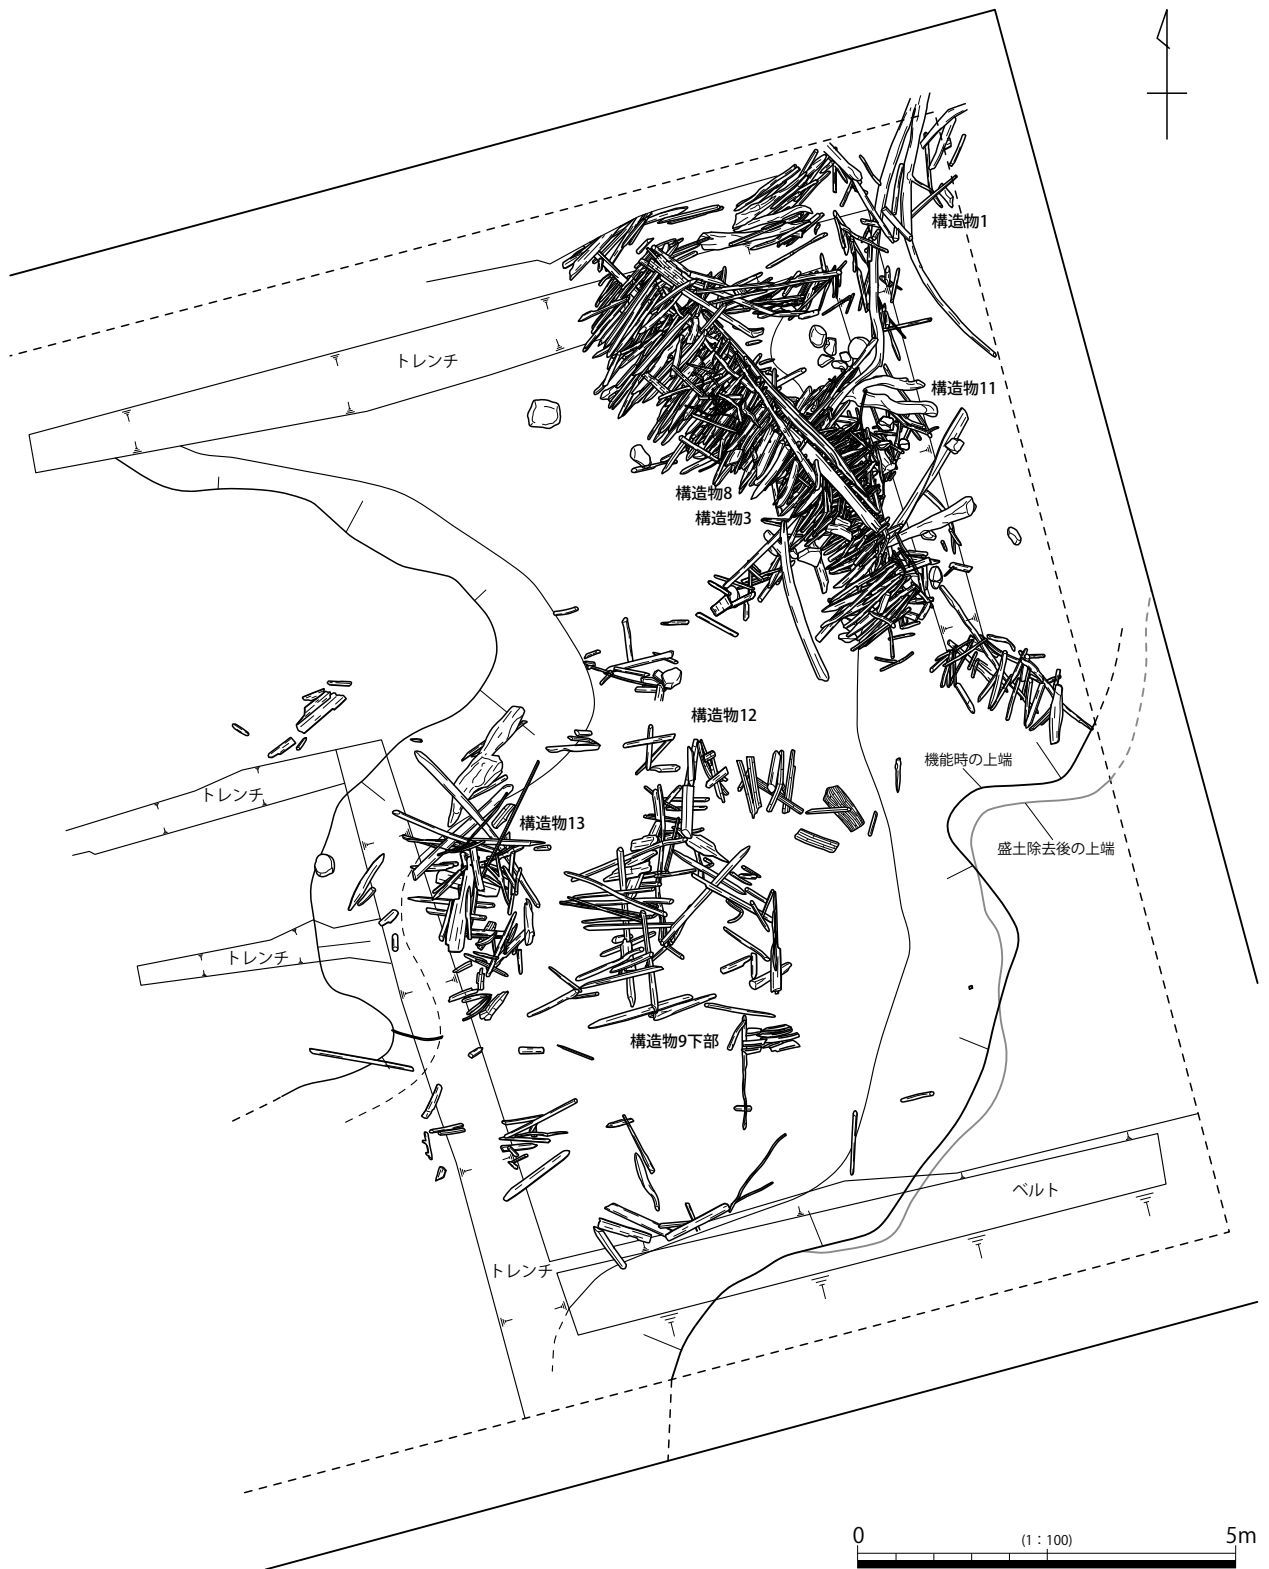 構造物1
トレンチ
構造物11
構造物8
構造物3
構造物12
機能時の上端
トレンチ
構造物13
盛土除去後の上端
トレンチ
構造物9下部
ベルト
トレンチ
0 (1：100) 5m